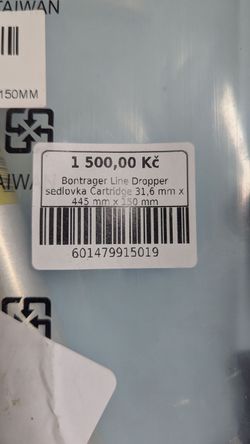 TAIWAN
150MM
1 500,00 Kč
Bontrager Line Dropper
sedlovka Cartridge 31,6 mm x
445 mm x 150 mm
601479915019